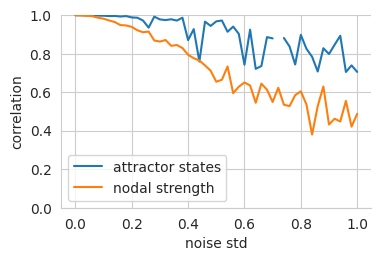 1.0
0.8
0.6
0.4
0.2
0.0
correlation
attractor states
nodal strength
0.0 0.2 0.4 0.6 0.8 1.0
noise std